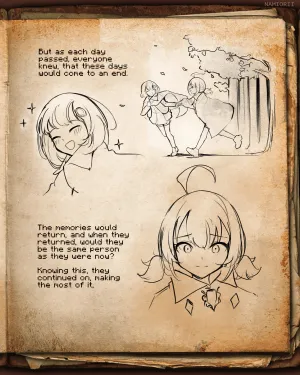 NAMIOKII
But as each day
passed, everyone
knew, that these days
would come to an end.
The memories would
return, and when they
returned, would they
be the same person
as they were now?
Knowing this, they
continued on, making
the most of it.